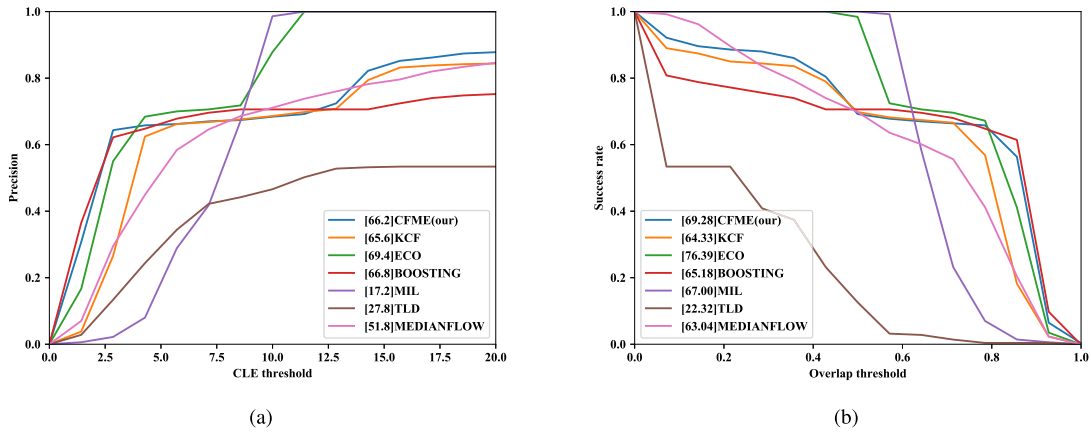 1.0
0.8
0.6
0.4
0.2
0.0
Precision
0.0 2.5 5.0 7.5 10.0 12.5 15.0 17.5 20.0
CLE threshold
[66.2]CFME(our)
[65.6]KCF
[69.4]ECO
[66.8]BOOSTING
[17.2]MIL
[27.8]TLD
[51.8]MEDIANFLOW
(a)
1.0
0.8
0.6
0.4
0.2
0.0
Success rate
0.0 0.2 0.4 0.6 0.8 1.0
Overlap threshold
[69.28]CFME(our)
[64.33]KCF
[76.39]ECO
[65.18]BOOSTING
[67.00]MIL
[22.32]TLD
[63.04]MEDIANFLOW
(b)